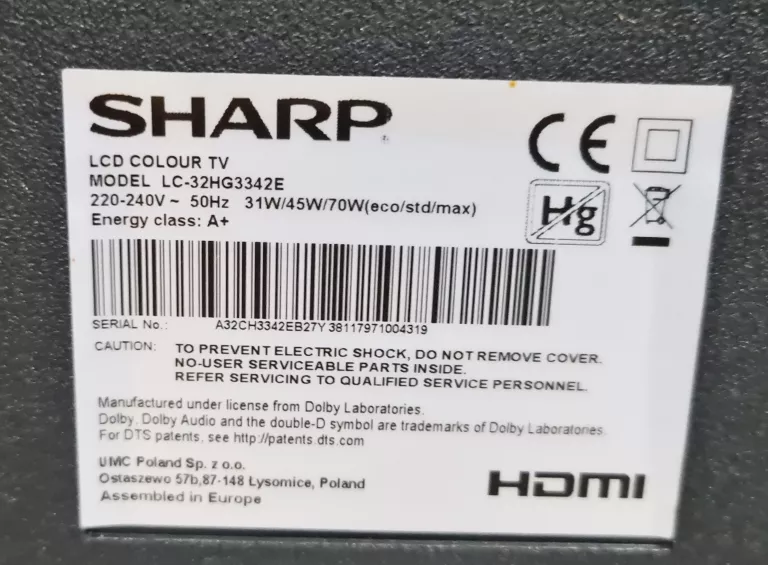 SHARP
LCD COLOUR TV
MODEL LC-32HG3342E
220-240V ~ 50Hz 31W/45W/70W(eco/std/max)
Energy class: A+
CE
Hg
SERIAL No.: A32CH3342EB27Y 38117971004319
CAUTION: TO PREVENT ELECTRIC SHOCK, DO NOT REMOVE COVER.
NO-USER SERVICEABLE PARTS INSIDE.
REFER SERVICING TO QUALIFIED SERVICE PERSONNEL.
Manufactured under license from Dolby Laboratories.
Dolby, Dolby Audio and the double-D symbol are trademarks of Dolby Laboratories.
For DTS patents, see http://patents.dts.com
UMC Poland Sp. z o.o.
Ostaszewo 57b,87-148 Łysomice, Poland
Assembled in Europe
HDMI